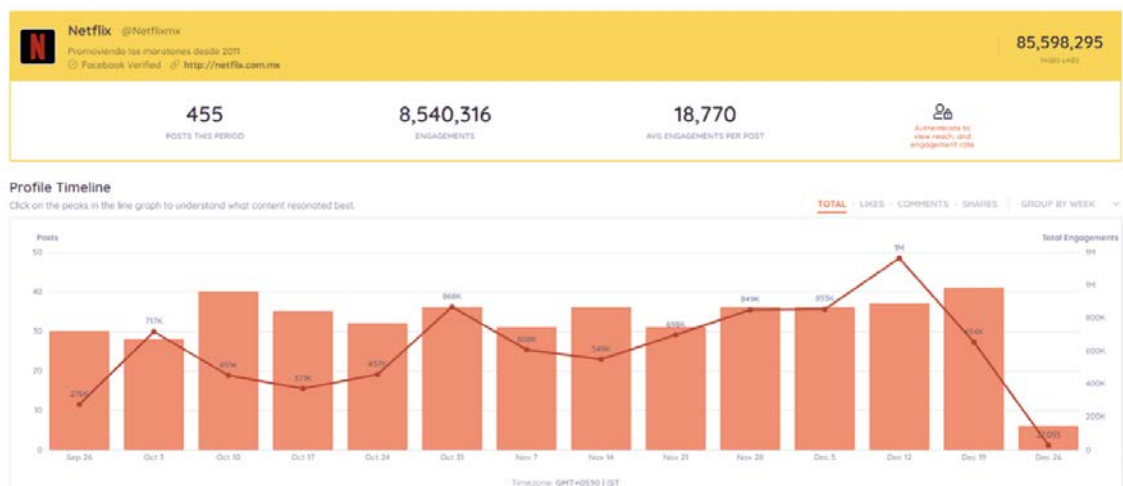 Netflix @Netflixmx
Promoviendo los maratones desde 2011
Facebook Verified http://netflix.com.mx
85,598,295
PAGES LIKES
455
POSTS THIS PERIOD
8,540,316
ENGAGEMENTS
18,770
AVG ENGAGEMENTS PER POST
Authenticate to
view reach, and
engagement rate
Profile Timeline
Click on the peaks in the line graph to understand what content resonated best.
TOTAL · LIKES · COMMENTS · SHARES | GROUP BY WEEK
Posts
Total Engagements
50
40
30
20
10
0
1M
1M
800K
600K
400K
200K
0
717K
457K
868K
608K
549K
849K
855K
1M
Sep 26
Oct 3
Oct 10
Oct 17
Oct 24
Oct 31
Nov 7
Nov 14
Nov 21
Nov 28
Dec 5
Dec 12
Dec 19
Dec 26
Timezone: GMT+0530 | IST